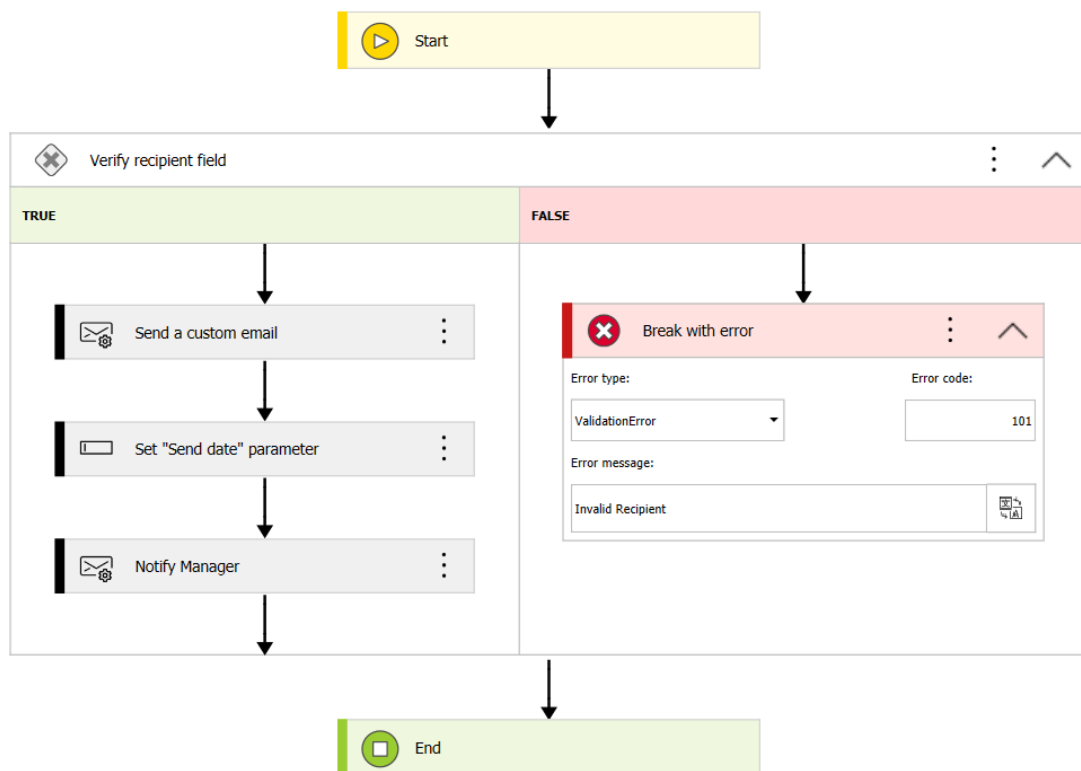 Start
Verify recipient field
TRUE
FALSE
Send a custom email
Set "Send date" parameter
Notify Manager
Break with error
Error type:
Error code:
ValidationError
101
Error message:
Invalid Recipient
End